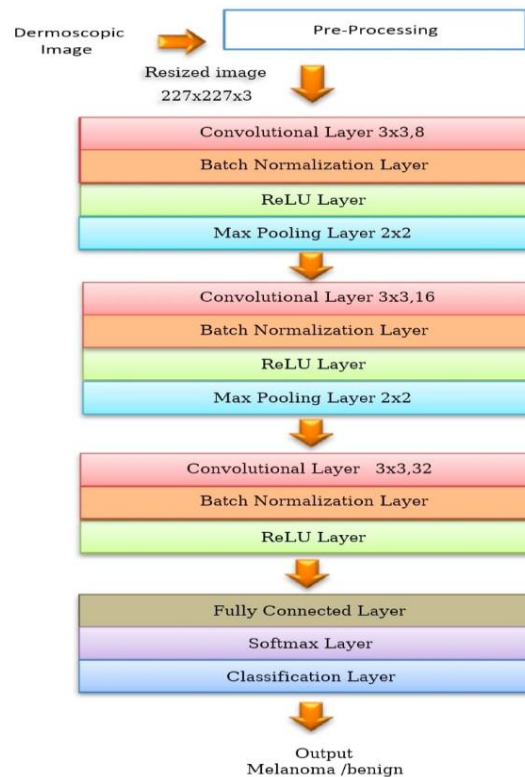 Dermoscopic
Image
Pre-Processing
Resized image
227x227x3
Convolutional Layer 3x3,8
Batch Normalization Layer
ReLU Layer
Max Pooling Layer 2x2
Convolutional Layer 3x3,16
Batch Normalization Layer
ReLU Layer
Max Pooling Layer 2x2
Convolutional Layer 3x3,32
Batch Normalization Layer
ReLU Layer
Fully Connected Layer
Softmax Layer
Classification Layer
Output
Melanoma /benign